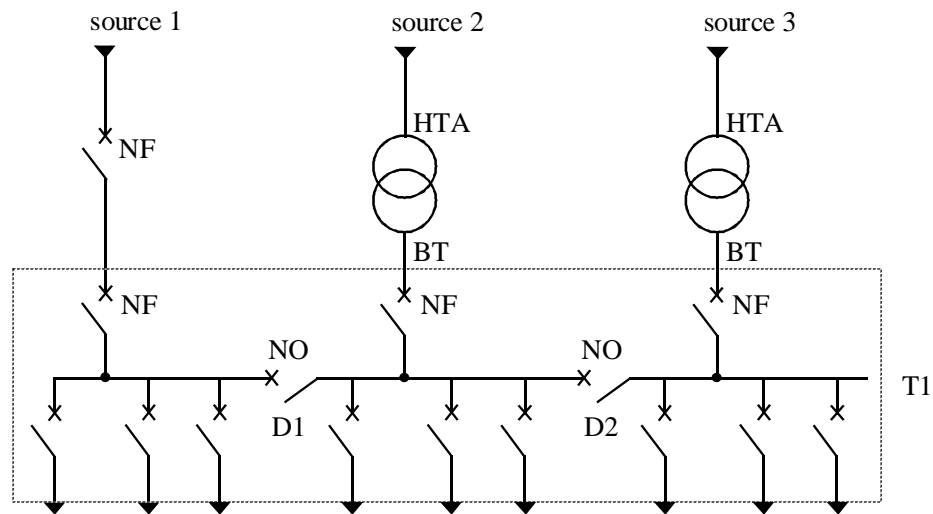 source 1
source 2
source 3
NF
HTA
HTA
BT
BT
NF
NF
NF
NO
NO
D1
D2
T1